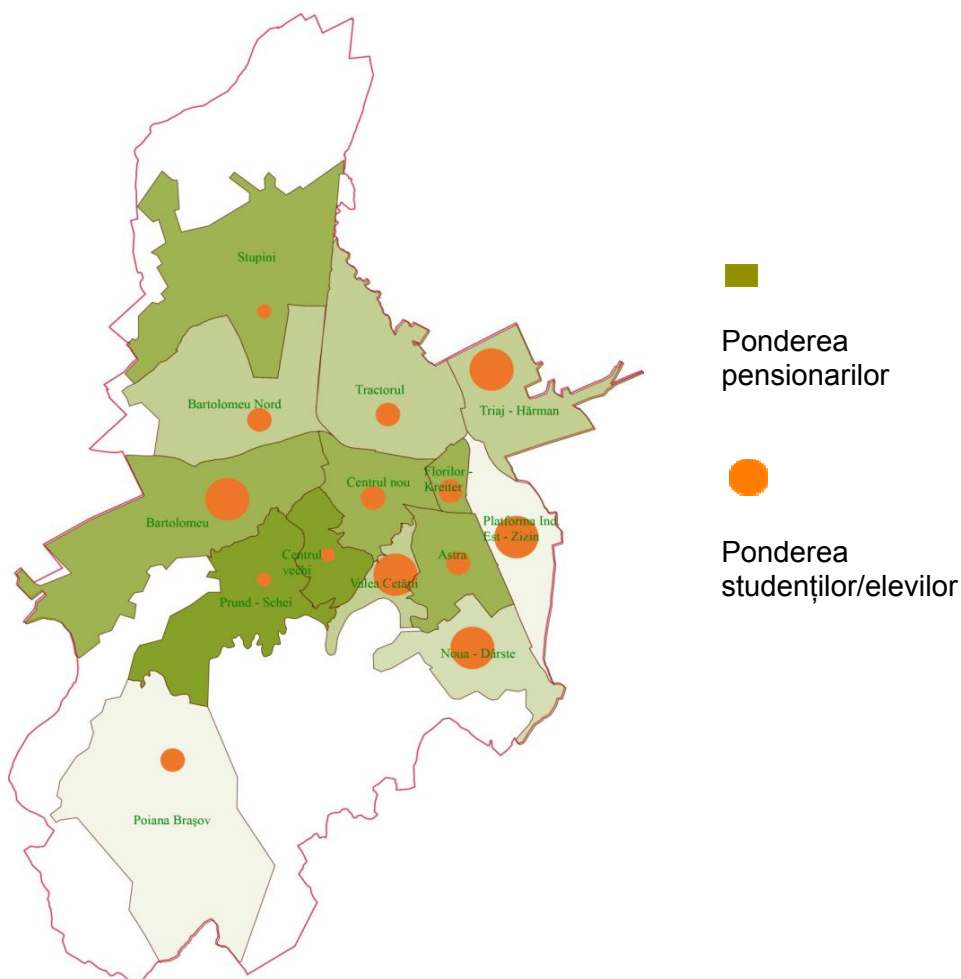 Stupini
Bartolomeu Nord
Tractorul
Triaj - Hărman
Bartolomeu
Centrul nou
Florilor -
Kreiter
Platforma Ind
Est - Zizin
Centrul
vechi
Prund - Schei
Valea Cetății
Astra
Noua - Dârste
Poiana Brașov
Ponderea
pensionarilor
Ponderea
studenților/elevilor